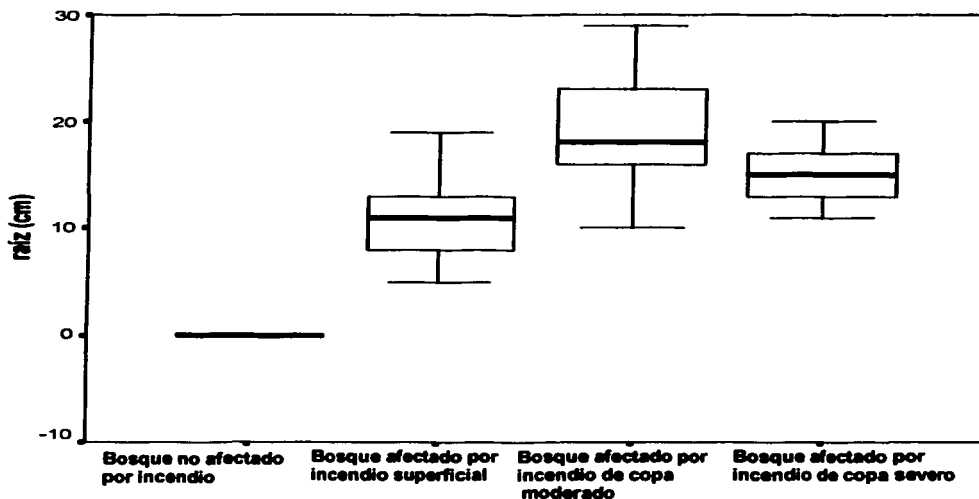 30
20
10
0
-10
raíz (cm)
Bosque no afectado
por incendio
Bosque afectado por
incendio superficial
Bosque afectado por
incendio de copa
moderado
Bosque afectado por
incendio de copa severo